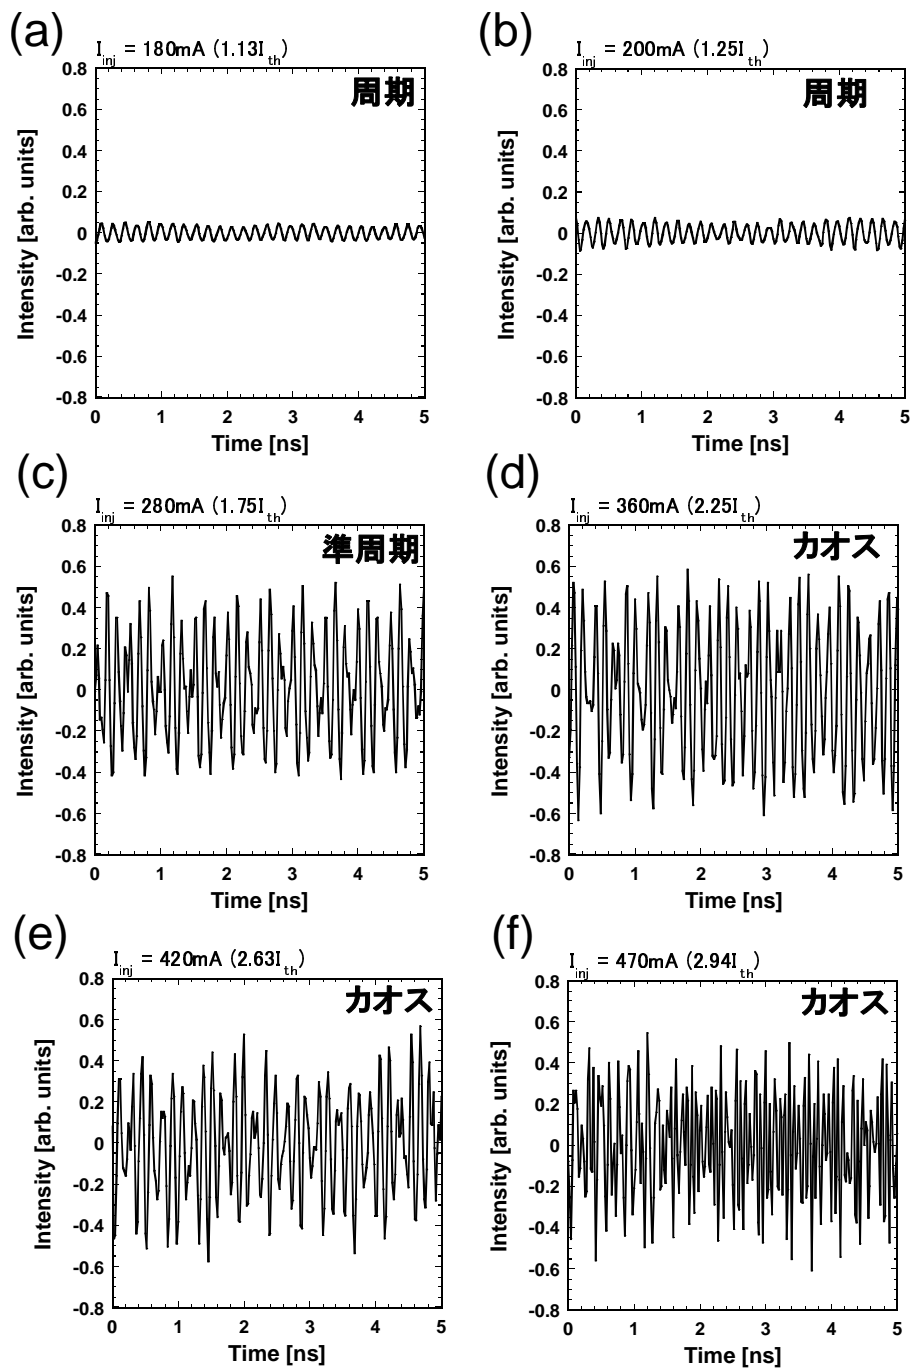 (a)
I_inj = 180mA (1.13I_th)
周期
0.8
0.6
0.4
0.2
0
-0.2
-0.4
-0.6
-0.8
Intensity [arb. units]
0 1 2 3 4 5
Time [ns]
(b)
I_inj = 200mA (1.25I_th)
周期
0.8
0.6
0.4
0.2
0
-0.2
-0.4
-0.6
-0.8
Intensity [arb. units]
0 1 2 3 4 5
Time [ns]
(c)
I_inj = 280mA (1.75I_th)
準周期
0.8
0.6
0.4
0.2
0
-0.2
-0.4
-0.6
-0.8
Intensity [arb. units]
0 1 2 3 4 5
Time [ns]
(d)
I_inj = 360mA (2.25I_th)
カオス
0.8
0.6
0.4
0.2
0
-0.2
-0.4
-0.6
-0.8
Intensity [arb. units]
0 1 2 3 4 5
Time [ns]
(e)
I_inj = 420mA (2.63I_th)
カオス
0.8
0.6
0.4
0.2
0
-0.2
-0.4
-0.6
-0.8
Intensity [arb. units]
0 1 2 3 4 5
Time [ns]
(f)
I_inj = 470mA (2.94I_th)
カオス
0.8
0.6
0.4
0.2
0
-0.2
-0.4
-0.6
-0.8
Intensity [arb. units]
0 1 2 3 4 5
Time [ns]